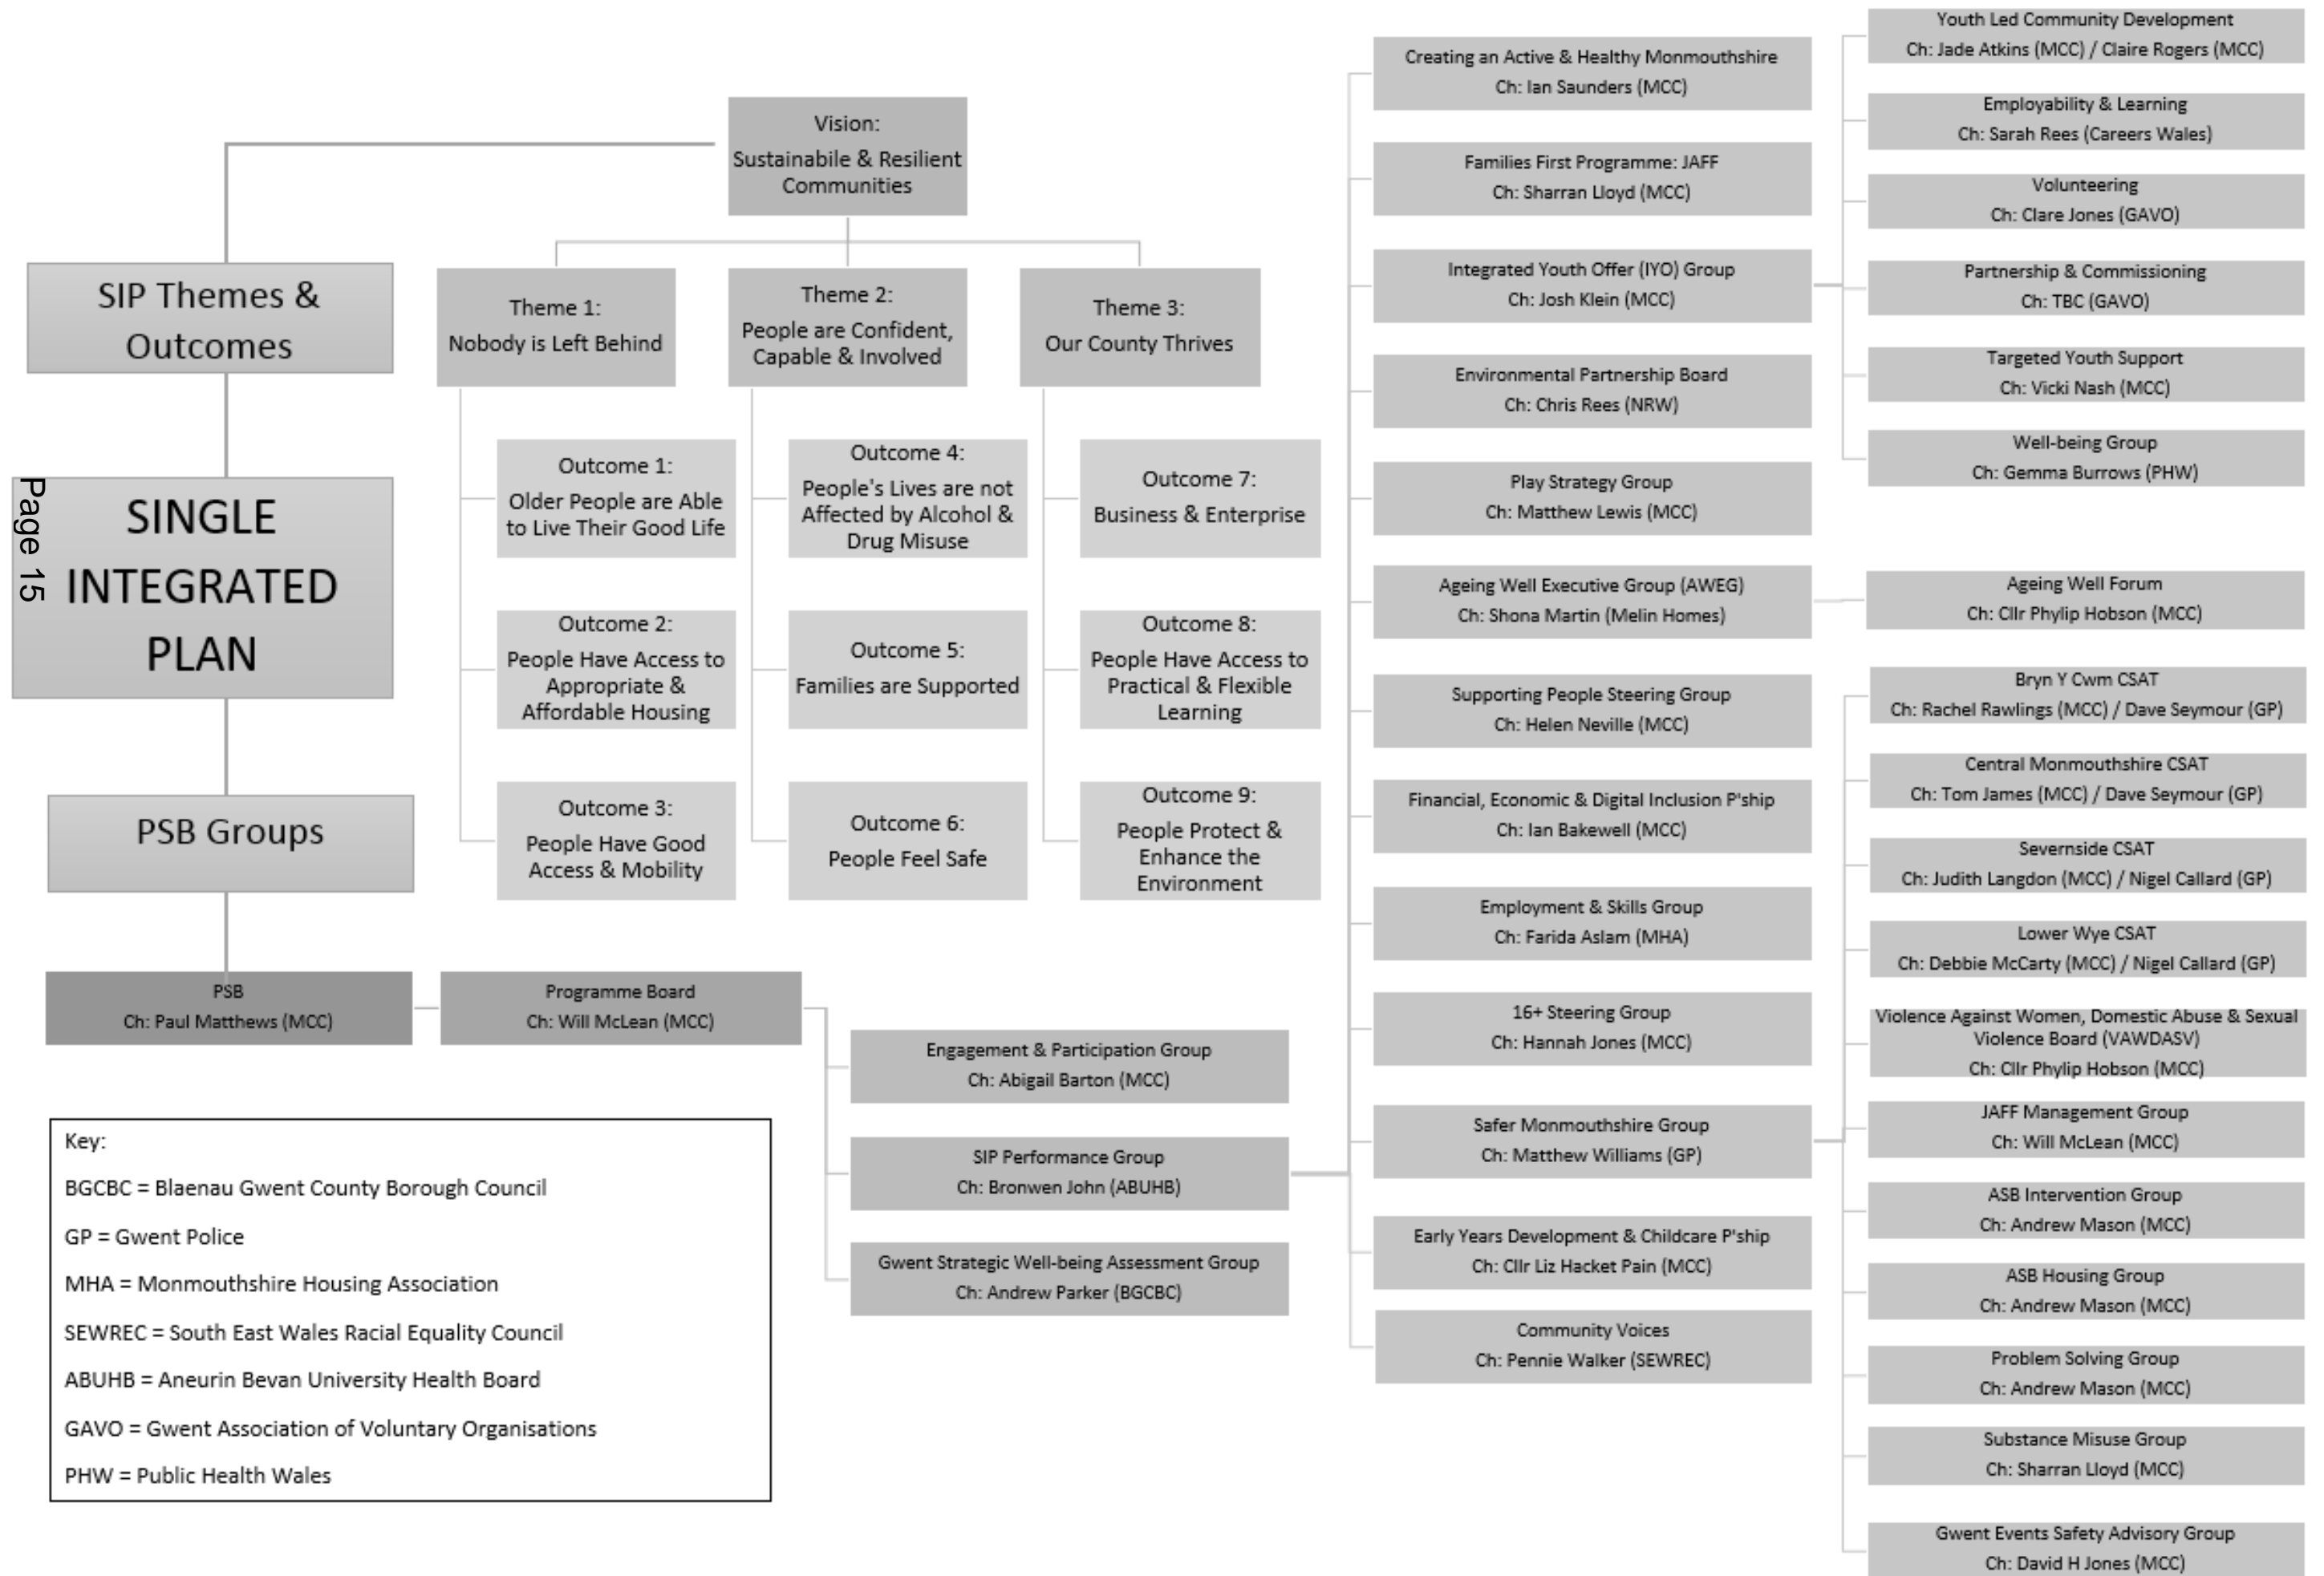 Page 15
SIP Themes &
Outcomes
SINGLE
INTEGRATED
PLAN
PSB Groups
PSB
Ch: Paul Matthews (MCC)
Programme Board
Ch: Will McLean (MCC)
Vision:
Sustainabile & Resilient
Communities
Theme 1:
Nobody is Left Behind
Outcome 1:
Older People are Able
to Live Their Good Life
Outcome 2:
People Have Access to
Appropriate &
Affordable Housing
Outcome 3:
People Have Good
Access & Mobility
Theme 2:
People are Confident,
Capable & Involved
Outcome 4:
People's Lives are not
Affected by Alcohol &
Drug Misuse
Outcome 5:
Families are Supported
Outcome 6:
People Feel Safe
Theme 3:
Our County Thrives
Outcome 7:
Business & Enterprise
Outcome 8:
People Have Access to
Practical & Flexible
Learning
Outcome 9:
People Protect &
Enhance the
Environment
Engagement & Participation Group
Ch: Abigail Barton (MCC)
SIP Performance Group
Ch: Bronwen John (ABUHB)
Gwent Strategic Well-being Assessment Group
Ch: Andrew Parker (BGCBC)
Creating an Active & Healthy Monmouthshire
Ch: Ian Saunders (MCC)
Families First Programme: JAFF
Ch: Sharran Lloyd (MCC)
Integrated Youth Offer (IYO) Group
Ch: Josh Klein (MCC)
Environmental Partnership Board
Ch: Chris Rees (NRW)
Play Strategy Group
Ch: Matthew Lewis (MCC)
Ageing Well Executive Group (AWEG)
Ch: Shona Martin (Melin Homes)
Supporting People Steering Group
Ch: Helen Neville (MCC)
Financial, Economic & Digital Inclusion P'ship
Ch: Ian Bakewell (MCC)
Employment & Skills Group
Ch: Farida Aslam (MHA)
16+ Steering Group
Ch: Hannah Jones (MCC)
Safer Monmouthshire Group
Ch: Matthew Williams (GP)
Early Years Development & Childcare P'ship
Ch: Cllr Liz Hacket Pain (MCC)
Community Voices
Ch: Pennie Walker (SEWREC)
Youth Led Community Development
Ch: Jade Atkins (MCC) / Claire Rogers (MCC)
Employability & Learning
Ch: Sarah Rees (Careers Wales)
Volunteering
Ch: Clare Jones (GAVO)
Partnership & Commissioning
Ch: TBC (GAVO)
Targeted Youth Support
Ch: Vicki Nash (MCC)
Well-being Group
Ch: Gemma Burrows (PHW)
Ageing Well Forum
Ch: Cllr Phylip Hobson (MCC)
Bryn Y Cwm CSAT
Ch: Rachel Rawlings (MCC) / Dave Seymour (GP)
Central Monmouthshire CSAT
Ch: Tom James (MCC) / Dave Seymour (GP)
Severnside CSAT
Ch: Judith Langdon (MCC) / Nigel Callard (GP)
Lower Wye CSAT
Ch: Debbie McCarty (MCC) / Nigel Callard (GP)
Violence Against Women, Domestic Abuse & Sexual
Violence Board (VAWDASV)
Ch: Cllr Phylip Hobson (MCC)
JAFF Management Group
Ch: Will McLean (MCC)
ASB Intervention Group
Ch: Andrew Mason (MCC)
ASB Housing Group
Ch: Andrew Mason (MCC)
Problem Solving Group
Ch: Andrew Mason (MCC)
Substance Misuse Group
Ch: Sharran Lloyd (MCC)
Gwent Events Safety Advisory Group
Ch: David H Jones (MCC)
Key:
BGCBC = Blaenau Gwent County Borough Council
GP = Gwent Police
MHA = Monmouthshire Housing Association
SEWREC = South East Wales Racial Equality Council
ABUHB = Aneurin Bevan University Health Board
GAVO = Gwent Association of Voluntary Organisations
PHW = Public Health Wales